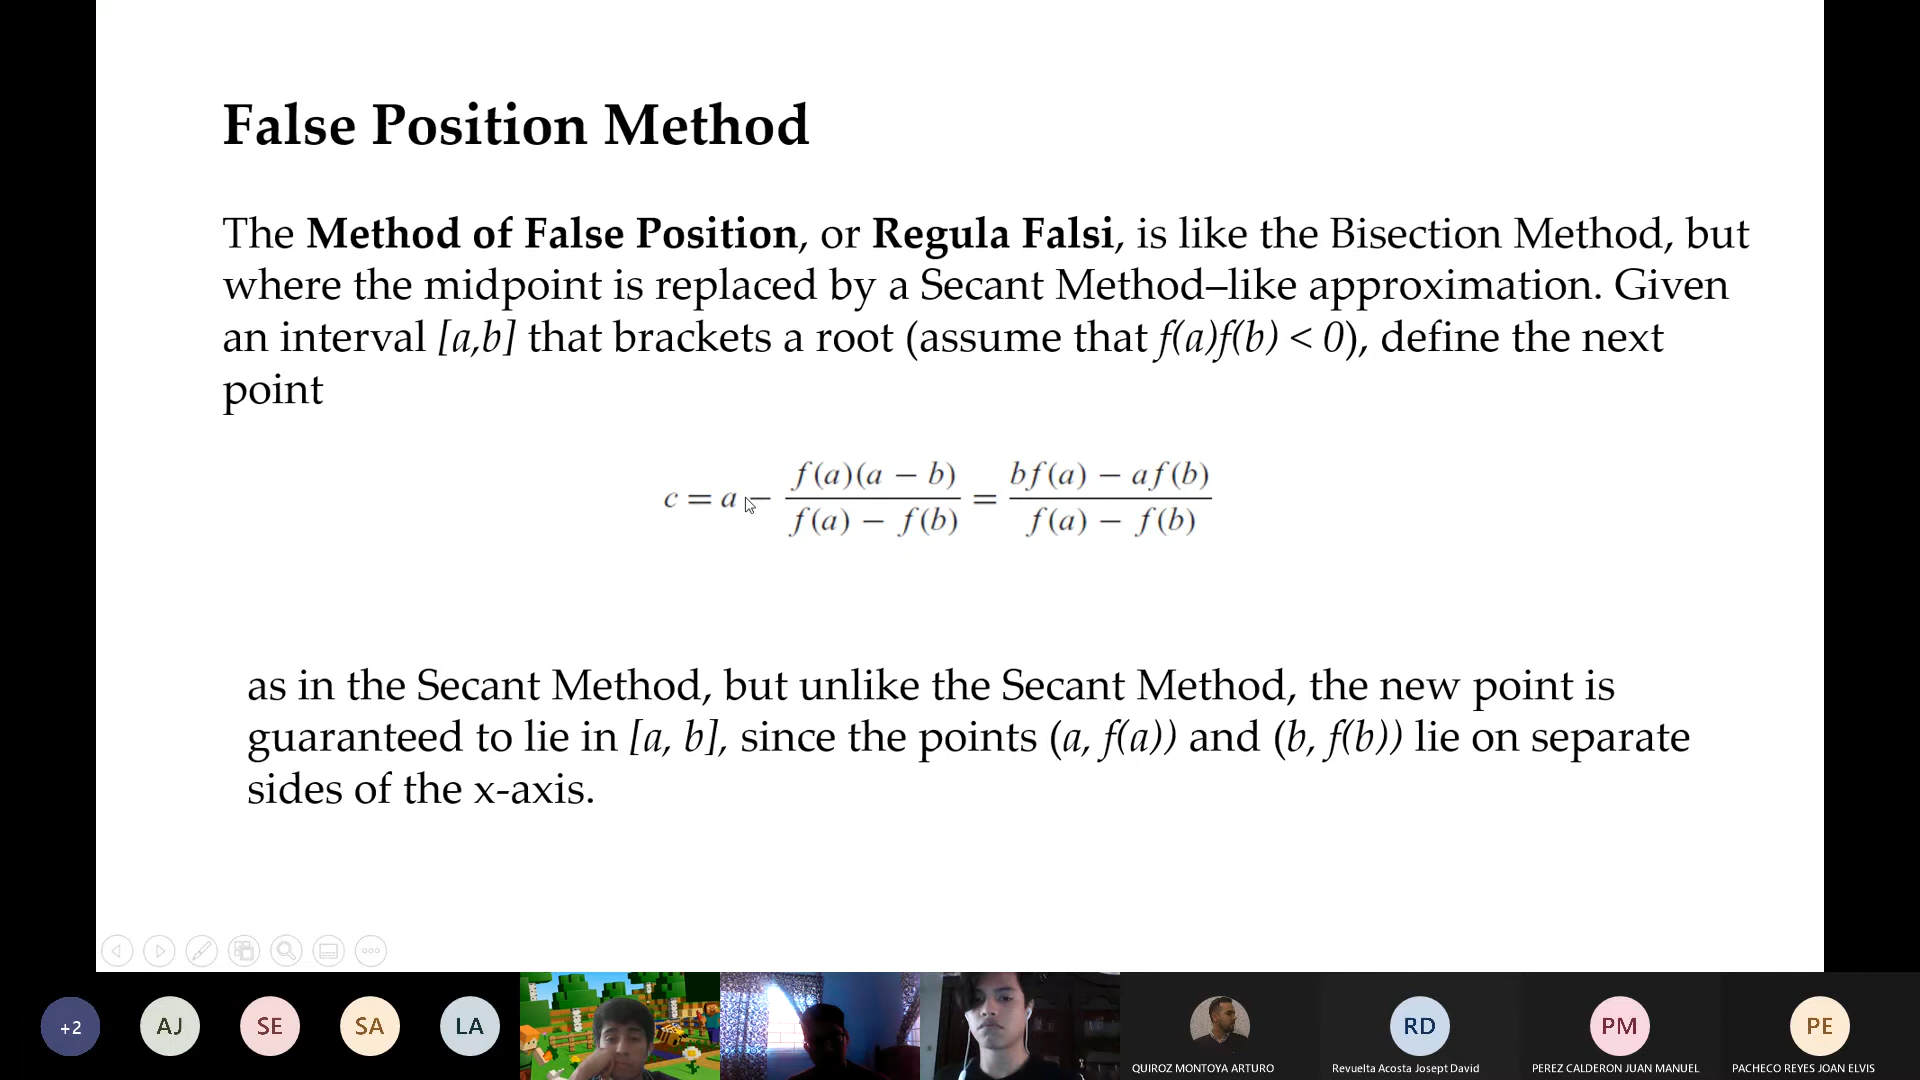 False Position Method
The Method of False Position, or Regula Falsi, is like the Bisection Method, but
where the midpoint is replaced by a Secant Method–like approximation. Given
an interval [a,b] that brackets a root (assume that f(a)f(b) < 0), define the next
point
c = a − f(a)(a − b) / f(a) − f(b) = bf(a) − af(b) / f(a) − f(b)
as in the Secant Method, but unlike the Secant Method, the new point is
guaranteed to lie in [a, b], since the points (a, f(a)) and (b, f(b)) lie on separate
sides of the x-axis.
+2 AJ SE SA LA RD PM PE
QUIROZ MONTOYA ARTURO Revuelta Acosta Josept David PEREZ CALDERON JUAN MANUEL PACHECO REYES JOAN ELVIS